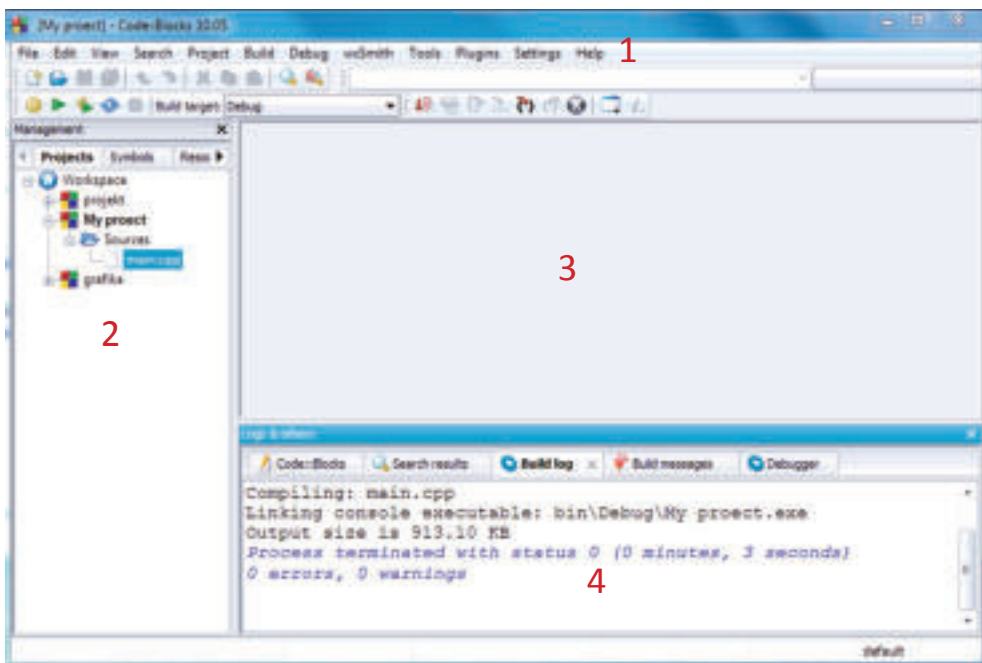 [My proect] - Code::Blocks 10.05
File Edit View Search Project Build Debug wxSmith Tools Plugins Settings Help
1
Build target: Debug
Management
Projects Symbols Reso
Workspace
projekt
My proect
Sources
main.cpp
grafika
2
3
Logs & others
Code::Blocks Search results Build log Build messages Debugger
Compiling: main.cpp
Linking console executable: bin\Debug\My proect.exe
Output size is 913.10 KB
Process terminated with status 0 (0 minutes, 3 seconds)
0 errors, 0 warnings
4
default